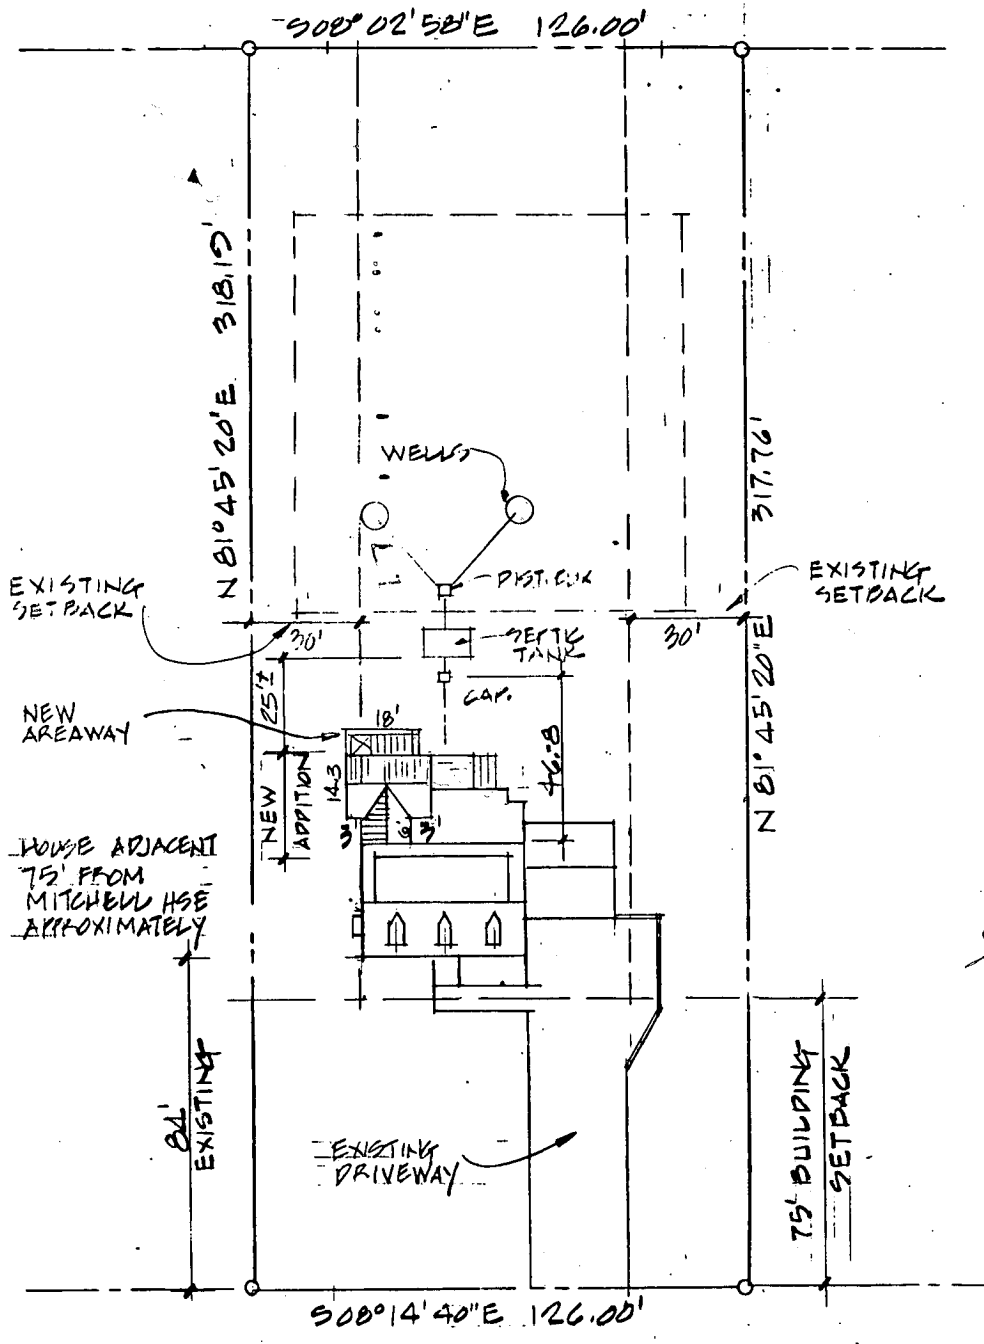 S08° 02' 58"E 126.00'
N 81° 45' 20"E 318.19'
317.76'
WELLS
DIST. BOX
EXISTING
SETBACK
EXISTING
SETBACK
30'
30'
SEPTIC
TANK
CAP.
25'±
N 81° 45' 20"E
NEW
AREAWAY
18'
46'-8
14-3
NEW
ADDITION
3'
6'
3'
HOUSE ADJACENT
75' FROM
MITCHELL HSE
APPROXIMATELY
84'
EXISTING
EXISTING
DRIVEWAY
75' BUILDING
SETBACK
S08° 14' 40"E 126.00'